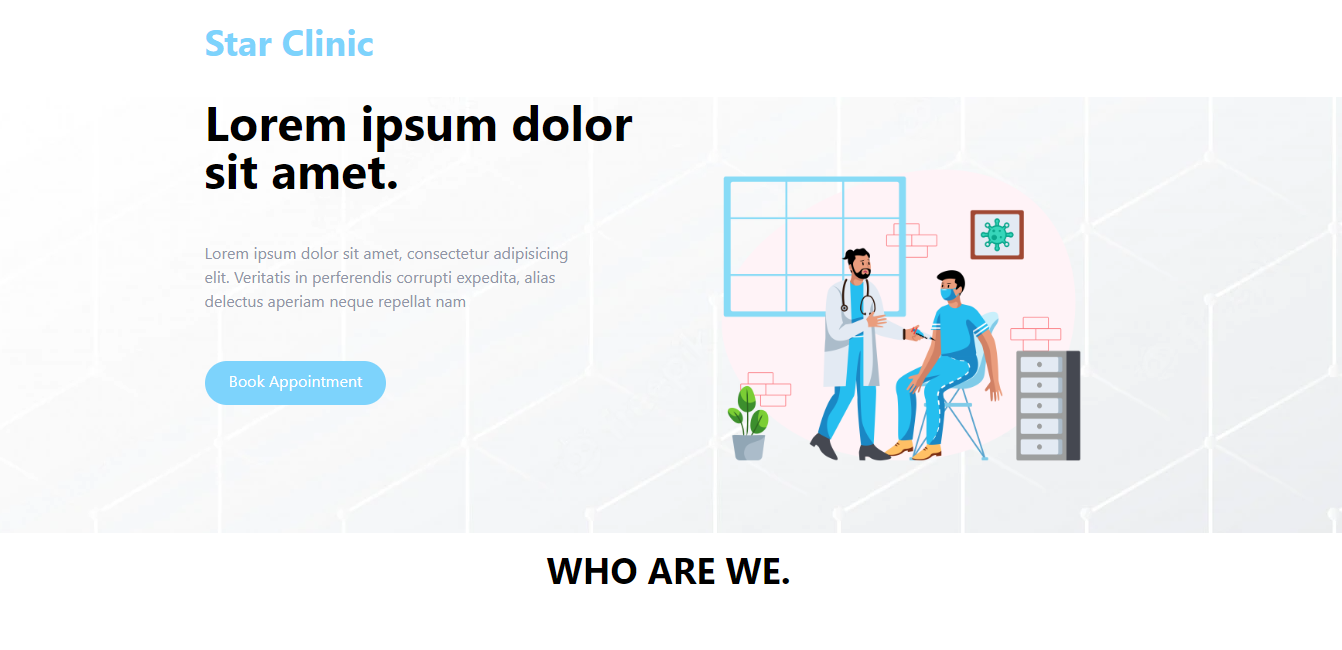 Star Clinic
Lorem ipsum dolor
sit amet.
Lorem ipsum dolor sit amet, consectetur adipisicing
elit. Veritatis in perferendis corrupti expedita, alias
delectus aperiam neque repellat nam
Book Appointment
WHO ARE WE.